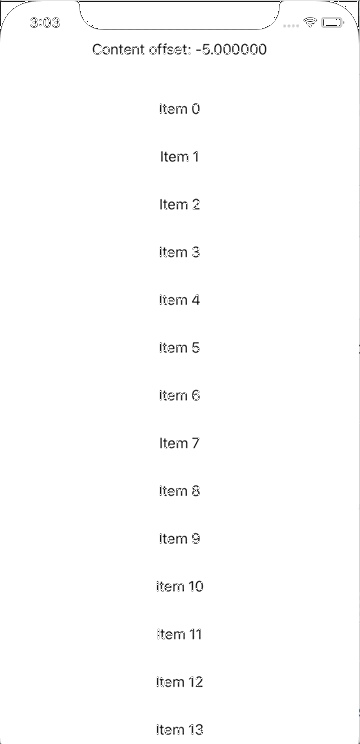 3:03
Content offset: -5.000000
Item 0
Item 1
Item 2
Item 3
Item 4
Item 5
Item 6
Item 7
Item 8
Item 9
Item 10
Item 11
Item 12
Item 13